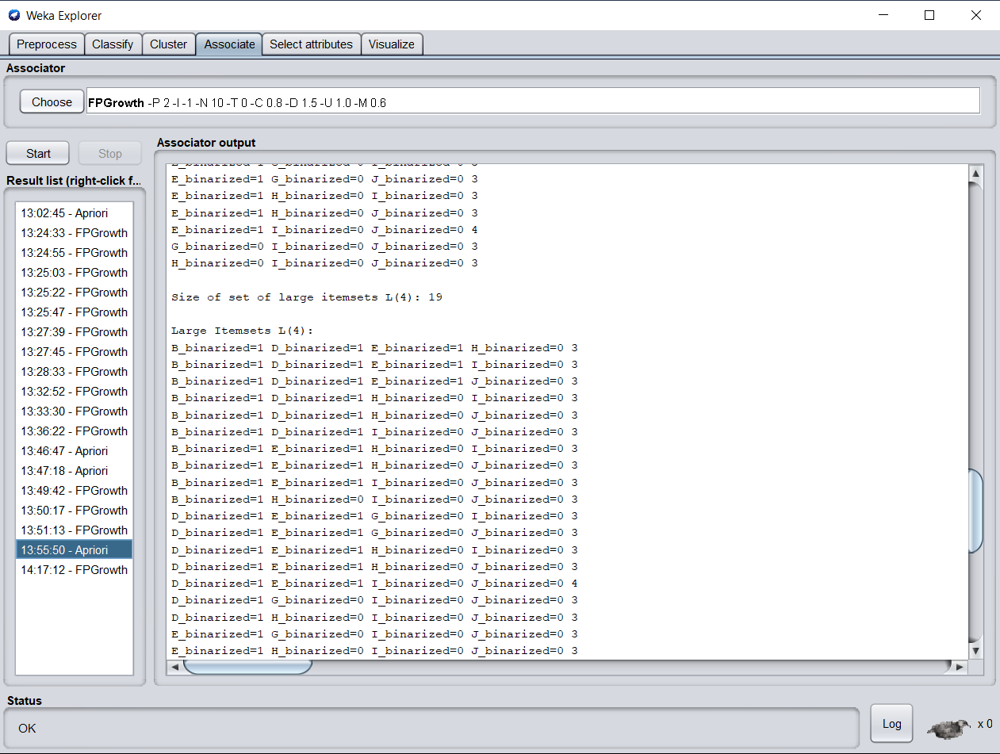 Weka Explorer
Preprocess Classify Cluster Associate Select attributes Visualize
Associator
Choose FPGrowth -P 2 -I -1 -N 10 -T 0 -C 0.8 -D 1.5 -U 1.0 -M 0.6
Start Stop
Result list (right-click f...
13:02:45 - Apriori
13:24:33 - FPGrowth
13:24:55 - FPGrowth
13:25:03 - FPGrowth
13:25:22 - FPGrowth
13:25:47 - FPGrowth
13:27:39 - FPGrowth
13:27:45 - FPGrowth
13:28:33 - FPGrowth
13:32:52 - FPGrowth
13:33:30 - FPGrowth
13:36:22 - FPGrowth
13:46:47 - Apriori
13:47:18 - Apriori
13:49:42 - FPGrowth
13:50:17 - FPGrowth
13:51:13 - FPGrowth
13:55:50 - Apriori
14:17:12 - FPGrowth
Associator output
E_binarized=1 G_binarized=0 J_binarized=0 3
E_binarized=1 H_binarized=0 I_binarized=0 3
E_binarized=1 H_binarized=0 J_binarized=0 3
E_binarized=1 I_binarized=0 J_binarized=0 4
G_binarized=0 I_binarized=0 J_binarized=0 3
H_binarized=0 I_binarized=0 J_binarized=0 3
Size of set of large itemsets L(4): 19
Large Itemsets L(4):
B_binarized=1 D_binarized=1 E_binarized=1 H_binarized=0 3
B_binarized=1 D_binarized=1 E_binarized=1 I_binarized=0 3
B_binarized=1 D_binarized=1 E_binarized=1 J_binarized=0 3
B_binarized=1 D_binarized=1 H_binarized=0 I_binarized=0 3
B_binarized=1 D_binarized=1 H_binarized=0 J_binarized=0 3
B_binarized=1 D_binarized=1 I_binarized=0 J_binarized=0 3
B_binarized=1 E_binarized=1 H_binarized=0 I_binarized=0 3
B_binarized=1 E_binarized=1 H_binarized=0 J_binarized=0 3
B_binarized=1 E_binarized=1 I_binarized=0 J_binarized=0 3
B_binarized=1 H_binarized=0 I_binarized=0 J_binarized=0 3
D_binarized=1 E_binarized=1 G_binarized=0 I_binarized=0 3
D_binarized=1 E_binarized=1 G_binarized=0 J_binarized=0 3
D_binarized=1 E_binarized=1 H_binarized=0 I_binarized=0 3
D_binarized=1 E_binarized=1 H_binarized=0 J_binarized=0 3
D_binarized=1 E_binarized=1 I_binarized=0 J_binarized=0 4
D_binarized=1 G_binarized=0 I_binarized=0 J_binarized=0 3
D_binarized=1 H_binarized=0 I_binarized=0 J_binarized=0 3
E_binarized=1 G_binarized=0 I_binarized=0 J_binarized=0 3
E_binarized=1 H_binarized=0 I_binarized=0 J_binarized=0 3
Status
OK
Log x 0